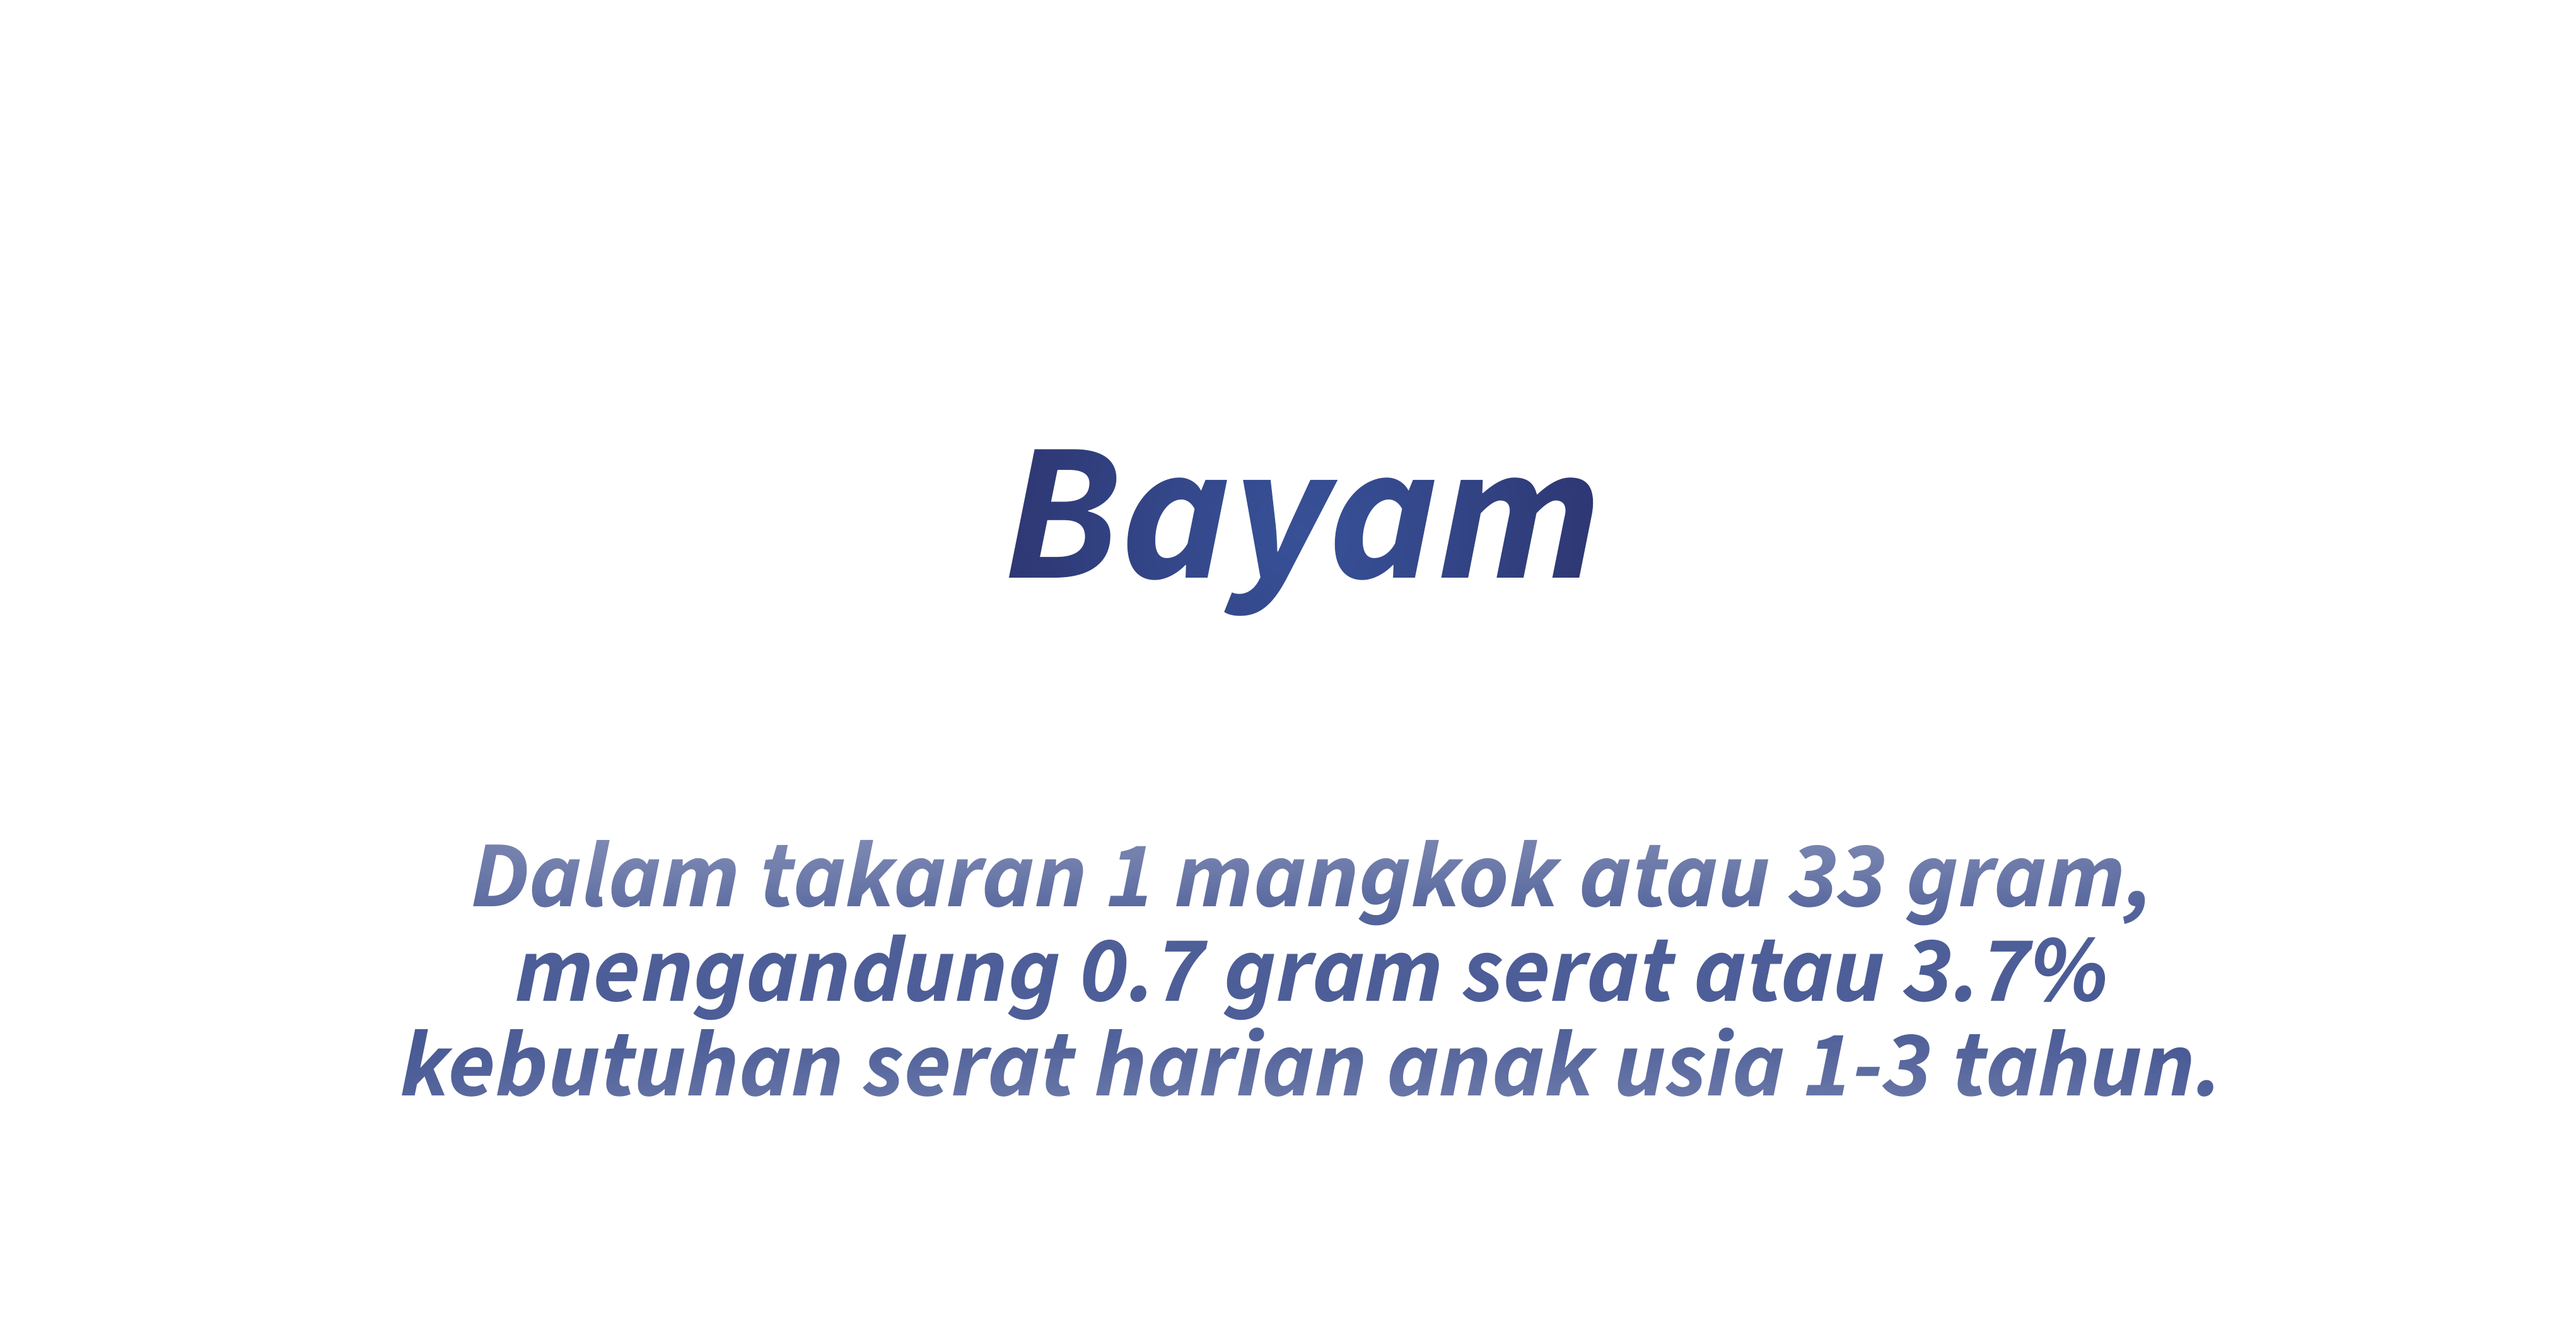 Bayam
Dalam takaran 1 mangkok atau 33 gram,
mengandung 0.7 gram serat atau 3.7%
kebutuhan serat harian anak usia 1-3 tahun.